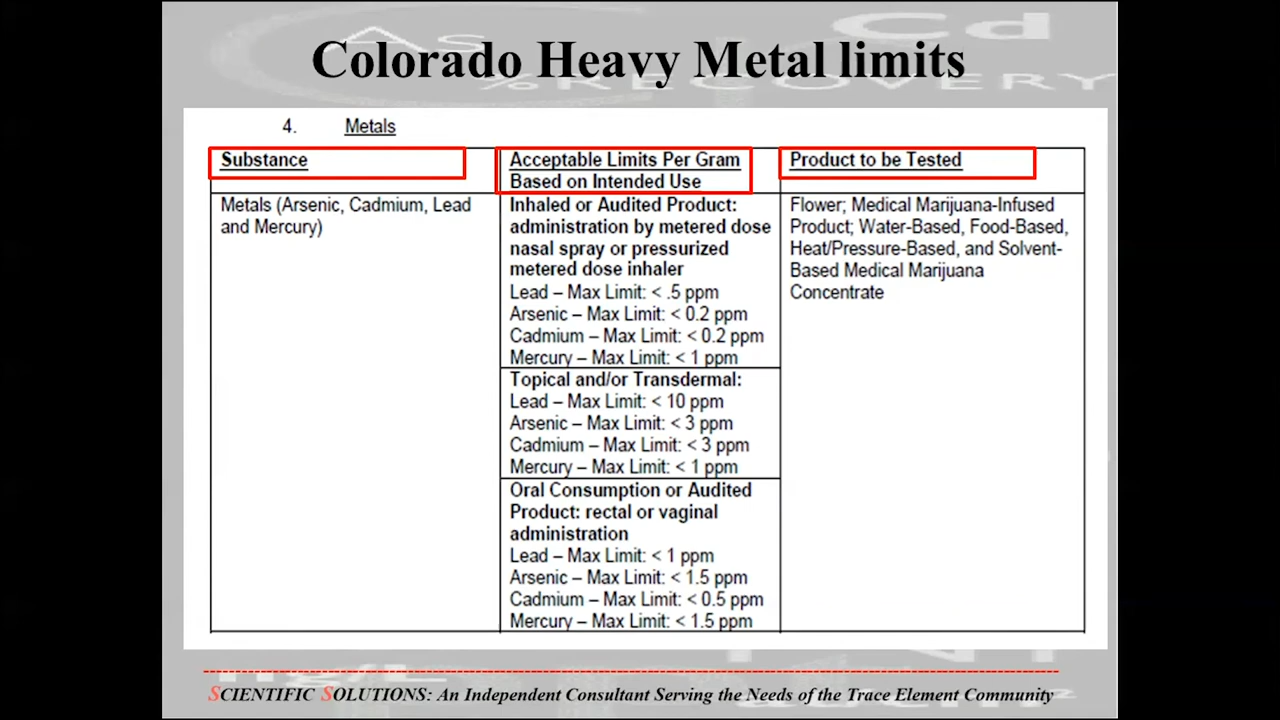 As
Cd
%RECOVERY
Colorado Heavy Metal limits
4. Metals
Substance
Acceptable Limits Per Gram
Based on Intended Use
Product to be Tested
Metals (Arsenic, Cadmium, Lead
and Mercury)
Inhaled or Audited Product:
administration by metered dose
nasal spray or pressurized
metered dose inhaler
Lead – Max Limit: < .5 ppm
Arsenic – Max Limit: < 0.2 ppm
Cadmium – Max Limit: < 0.2 ppm
Mercury – Max Limit: < 1 ppm
Topical and/or Transdermal:
Lead – Max Limit: < 10 ppm
Arsenic – Max Limit: < 3 ppm
Cadmium – Max Limit: < 3 ppm
Mercury – Max Limit: < 1 ppm
Oral Consumption or Audited
Product: rectal or vaginal
administration
Lead – Max Limit: < 1 ppm
Arsenic – Max Limit: < 1.5 ppm
Cadmium – Max Limit: < 0.5 ppm
Mercury – Max Limit: < 1.5 ppm
Flower; Medical Marijuana-Infused
Product; Water-Based, Food-Based,
Heat/Pressure-Based, and Solvent-
Based Medical Marijuana
Concentrate
SCIENTIFIC SOLUTIONS: An Independent Consultant Serving the Needs of the Trace Element Community